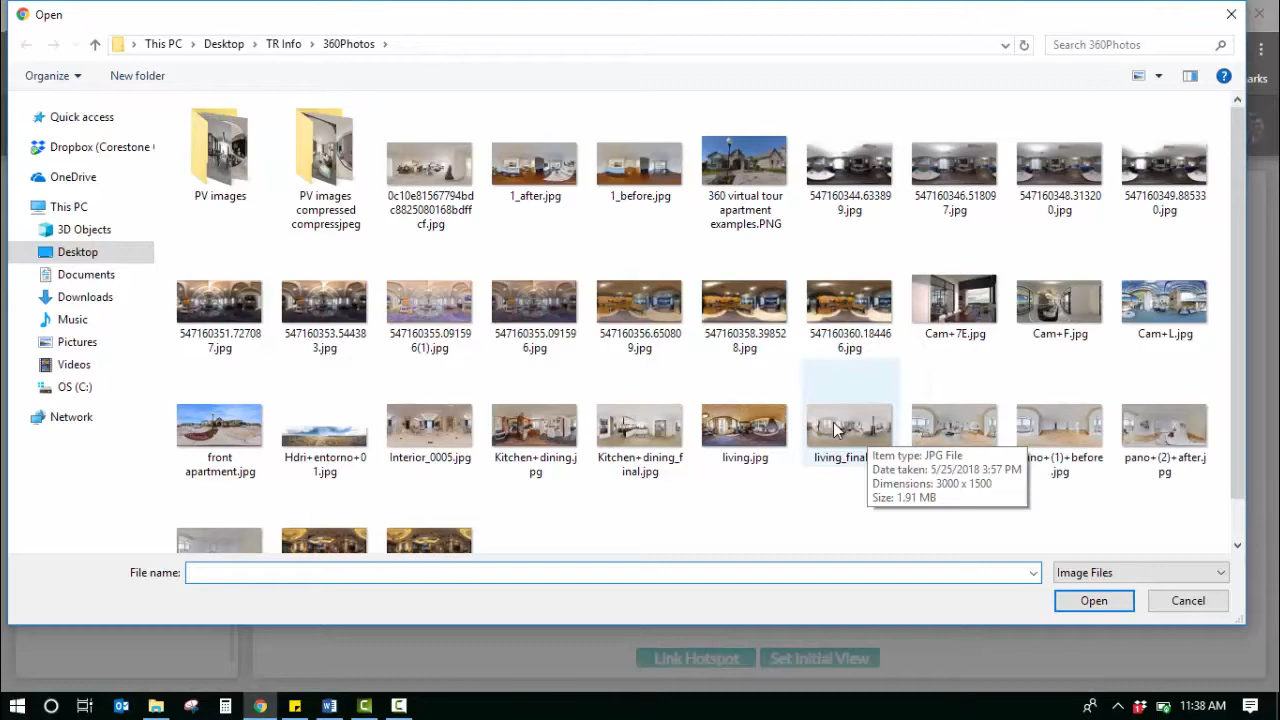 Open
This PC
Desktop
TR Info
360Photos
Search 360Photos
Organize
New folder
arks
Quick access
Dropbox (Corestone
OneDrive
This PC
3D Objects
Desktop
Documents
Downloads
Music
Pictures
Videos
OS (C:)
Network
PV images
PV images
compressed
compressjpeg
0c10e81567794bd
c8825080168bdff
cf.jpg
1_after.jpg
1_before.jpg
360 virtual tour
apartment
examples.PNG
547160344.63389
9.jpg
547160346.51809
7.jpg
547160348.31320
0.jpg
547160349.88533
0.jpg
547160351.72708
7.jpg
547160353.54438
3.jpg
547160355.09159
6(1).jpg
547160355.09159
6.jpg
547160356.65080
9.jpg
547160358.39852
8.jpg
547160360.18446
6.jpg
Cam+7E.jpg
Cam+F.jpg
Cam+L.jpg
front
apartment.jpg
Hdri+entorno+0
1.jpg
Interior_0005.jpg
Kitchen+dining.j
pg
Kitchen+dining_f
inal.jpg
living.jpg
living_final
ano+(1)+before
.jpg
pano+(2)+after.j
pg
Item type: JPG File
Date taken: 5/25/2018 3:57 PM
Dimensions: 3000 x 1500
Size: 1.91 MB
File name:
Image Files
Open
Cancel
Link Hotspot
Set Initial View
11:38 AM